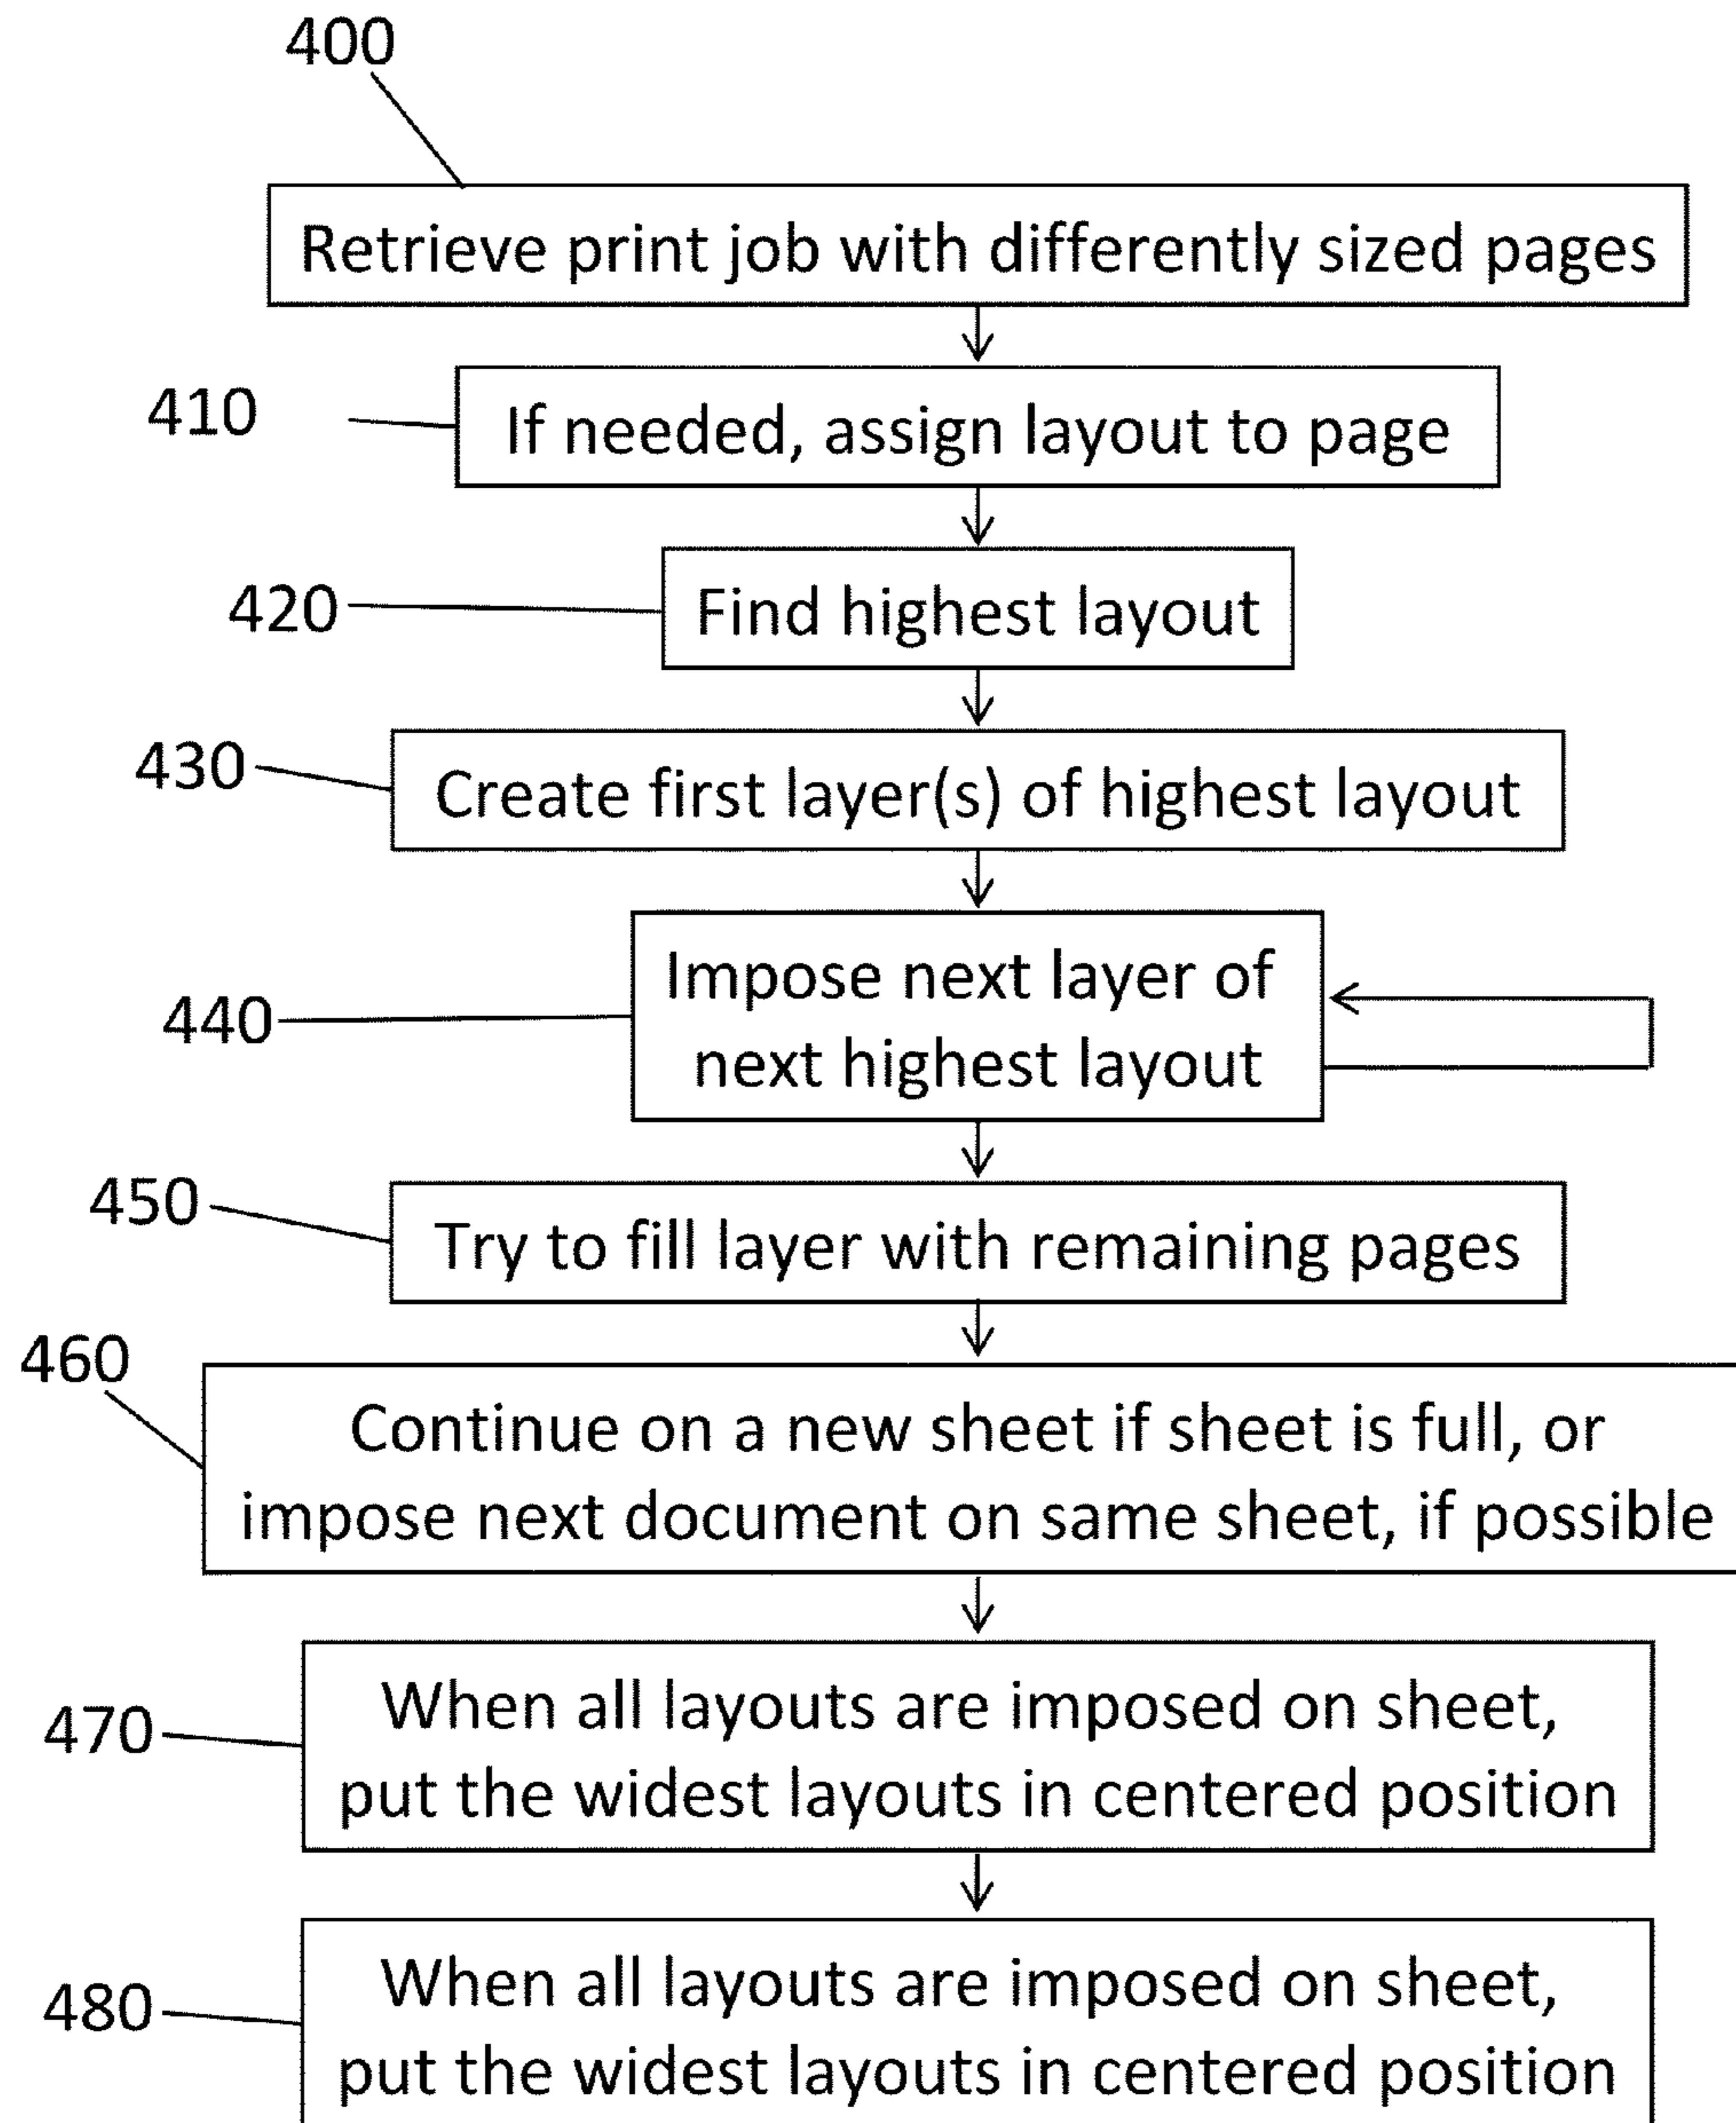 400
Retrieve print job with differently sized pages
410
If needed, assign layout to page
420
Find highest layout
430
Create first layer(s) of highest layout
440
Impose next layer of
next highest layout
450
Try to fill layer with remaining pages
460
Continue on a new sheet if sheet is full, or
impose next document on same sheet, if possible
470
When all layouts are imposed on sheet,
put the widest layouts in centered position
480
When all layouts are imposed on sheet,
put the widest layouts in centered position